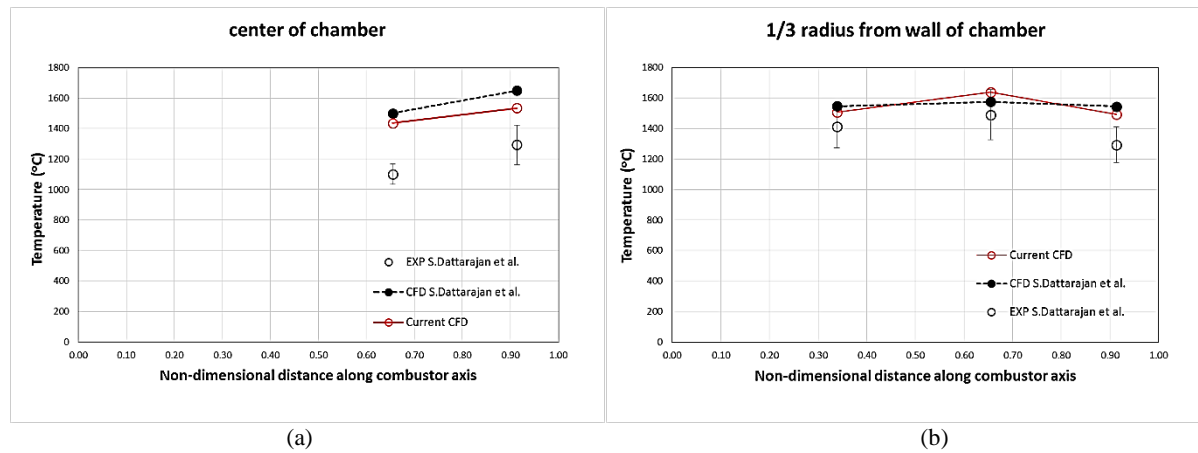 center of chamber
Temperature (°C)
1800
1600
1400
1200
1000
800
600
400
200
0
EXP S.Dattarajan et al.
CFD S.Dattarajan et al.
Current CFD
0.00 0.10 0.20 0.30 0.40 0.50 0.60 0.70 0.80 0.90 1.00
Non-dimensional distance along combustor axis
(a)
1/3 radius from wall of chamber
Temperature (°C)
1800
1600
1400
1200
1000
800
600
400
200
0
Current CFD
CFD S.Dattarajan et al.
EXP S.Dattarajan et al.
0.00 0.10 0.20 0.30 0.40 0.50 0.60 0.70 0.80 0.90 1.00
Non-dimensional distance along combustor axis
(b)